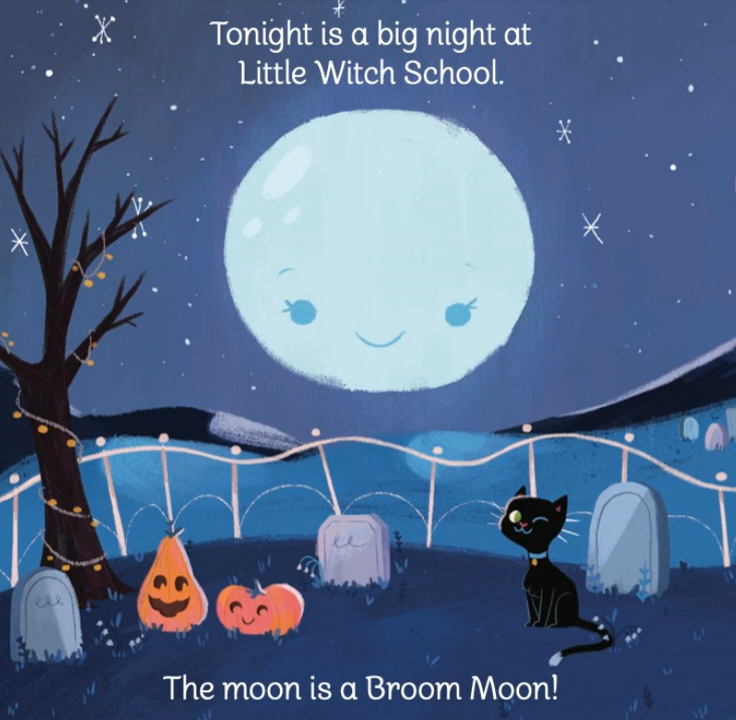 Tonight is a big night at
Little Witch School.
The moon is a Broom Moon!